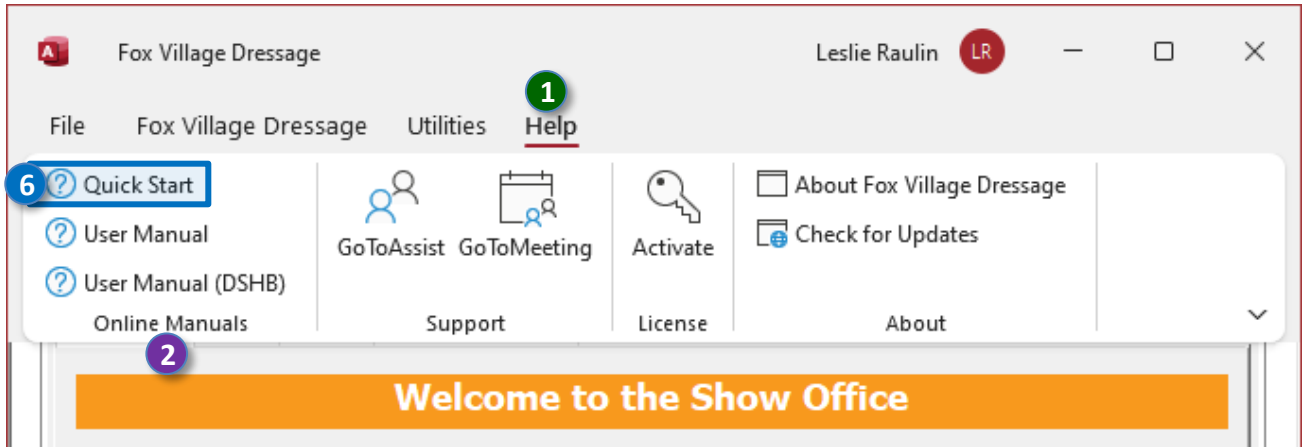 A Fox Village Dressage Leslie Raulin LR
1
File Fox Village Dressage Utilities Help
6 Quick Start
User Manual
User Manual (DSHB)
Online Manuals
GoToAssist GoToMeeting
Support
Activate
License
About Fox Village Dressage
Check for Updates
About
2
Welcome to the Show Office